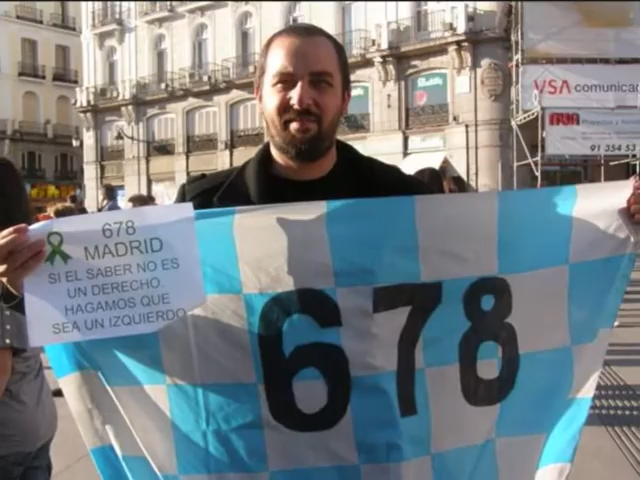 678
MADRID
SI EL SABER NO ES
UN DERECHO.
HAGAMOS QUE
SEA UN IZQUIERDO
678
VSA comunicac
91 354 53